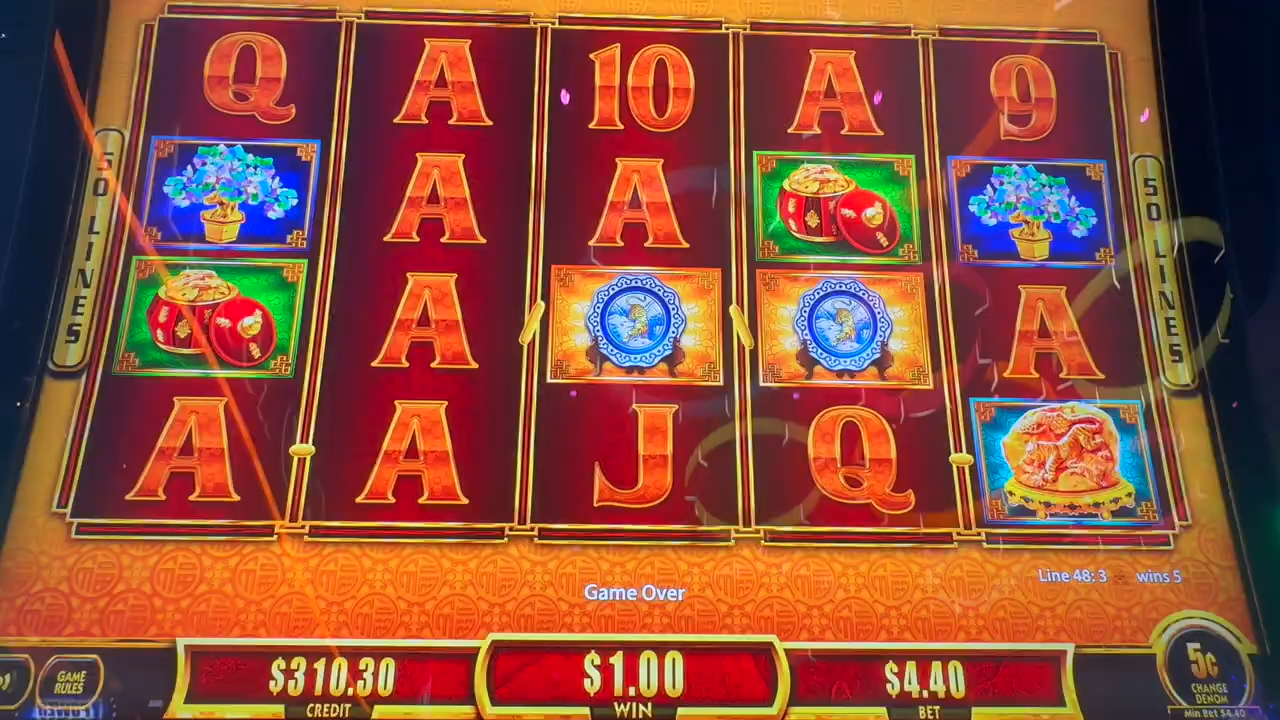 Q A 10 A 9
A A
A A
A A J Q
50 LINES
50 LINES
Line 48: 3 wins 5
Game Over
$310.30
CREDIT
$1.00
WIN
$4.40
BET
GAME
RULES
5¢
CHANGE
DENOM
Min Bet $4.40